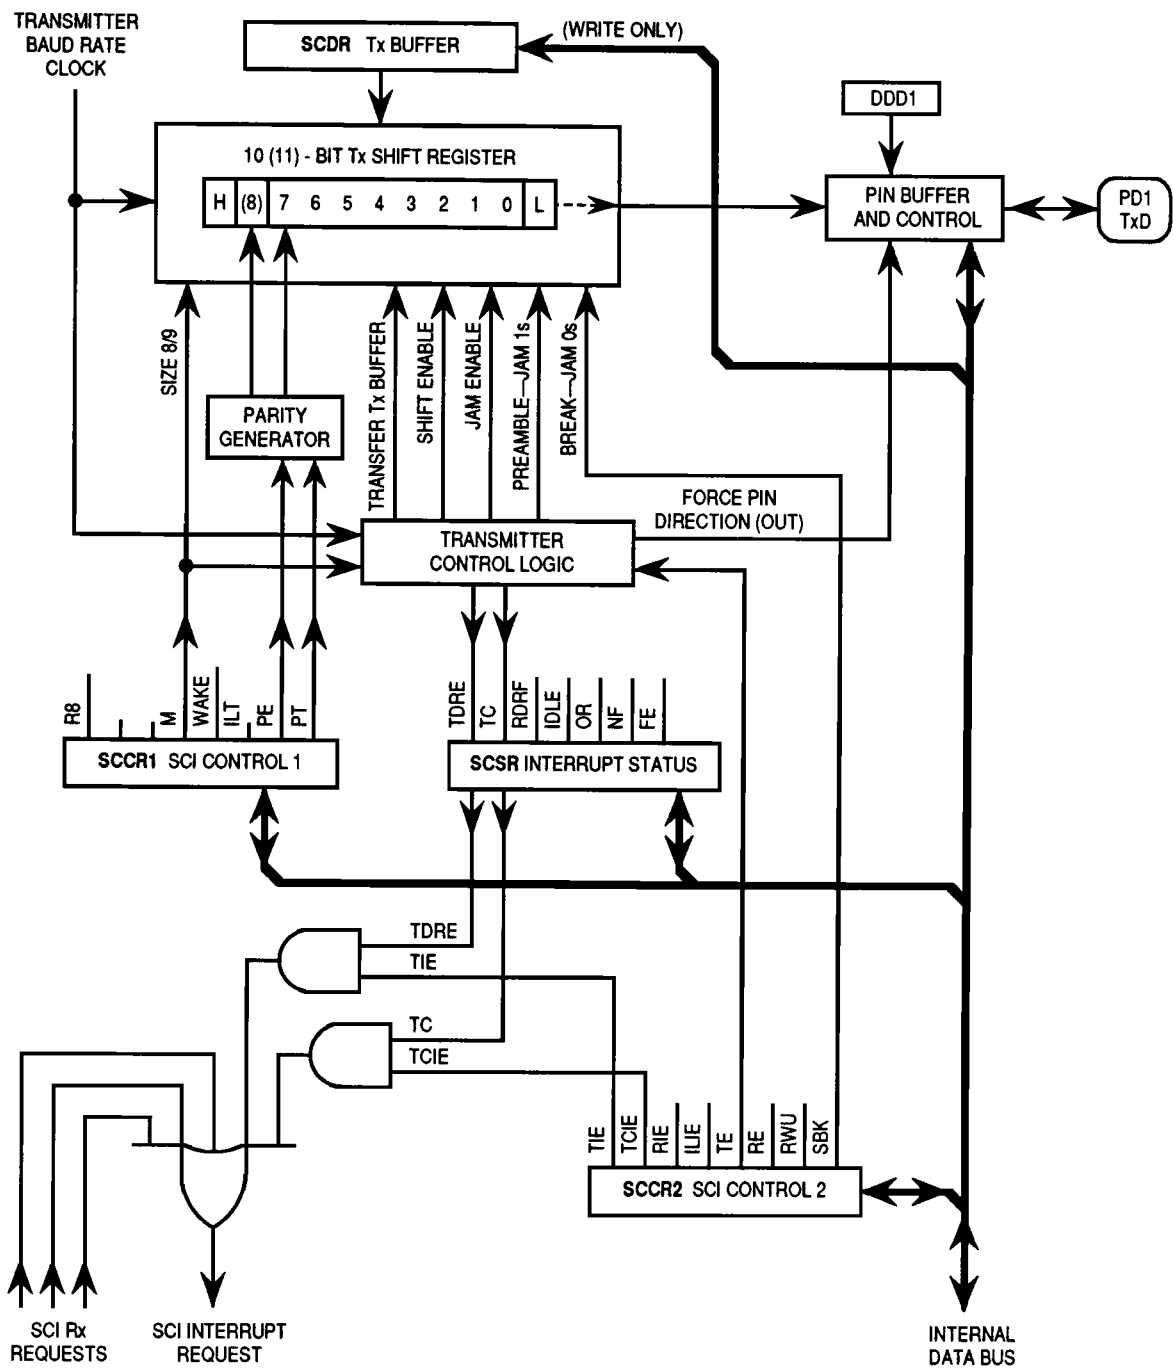 TRANSMITTER
BAUD RATE
CLOCK
SCDR Tx BUFFER
(WRITE ONLY)
DDD1
10 (11) - BIT Tx SHIFT REGISTER
H (8) 7 6 5 4 3 2 1 0 L
PIN BUFFER
AND CONTROL
PD1
TxD
SIZE 8/9
TRANSFER Tx BUFFER
SHIFT ENABLE
JAM ENABLE
PREAMBLE—JAM 1s
BREAK—JAM 0s
PARITY
GENERATOR
FORCE PIN
DIRECTION (OUT)
TRANSMITTER
CONTROL LOGIC
R8
M
WAKE
ILT
PE
PT
SCCR1 SCI CONTROL 1
TDRE
TC
RDRF
IDLE
OR
NF
FE
SCSR INTERRUPT STATUS
TDRE
TIE
TC
TCIE
TIE
TCIE
RIE
ILIE
TE
RE
RWU
SBK
SCCR2 SCI CONTROL 2
SCI Rx
REQUESTS
SCI INTERRUPT
REQUEST
INTERNAL
DATA BUS